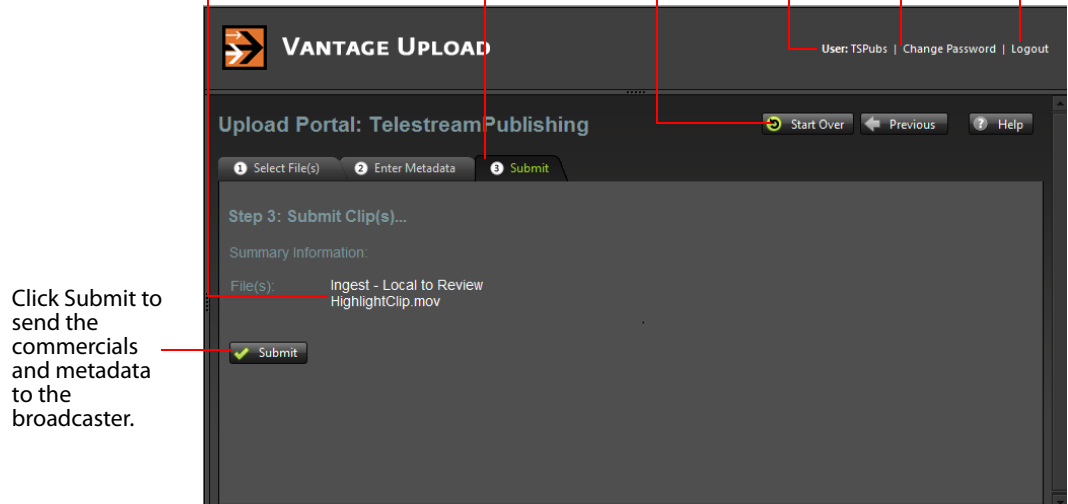 VANTAGE UPLOAD
User: TSPubs | Change Password | Logout
Upload Portal: TelestreamPublishing
Start Over
Previous
? Help
1 Select File(s)
2 Enter Metadata
3 Submit
Step 3: Submit Clip(s)...
Summary Information:
File(s):
Ingest - Local to Review
HighlightClip.mov
Submit
Click Submit to
send the
commercials
and metadata
to the
broadcaster.